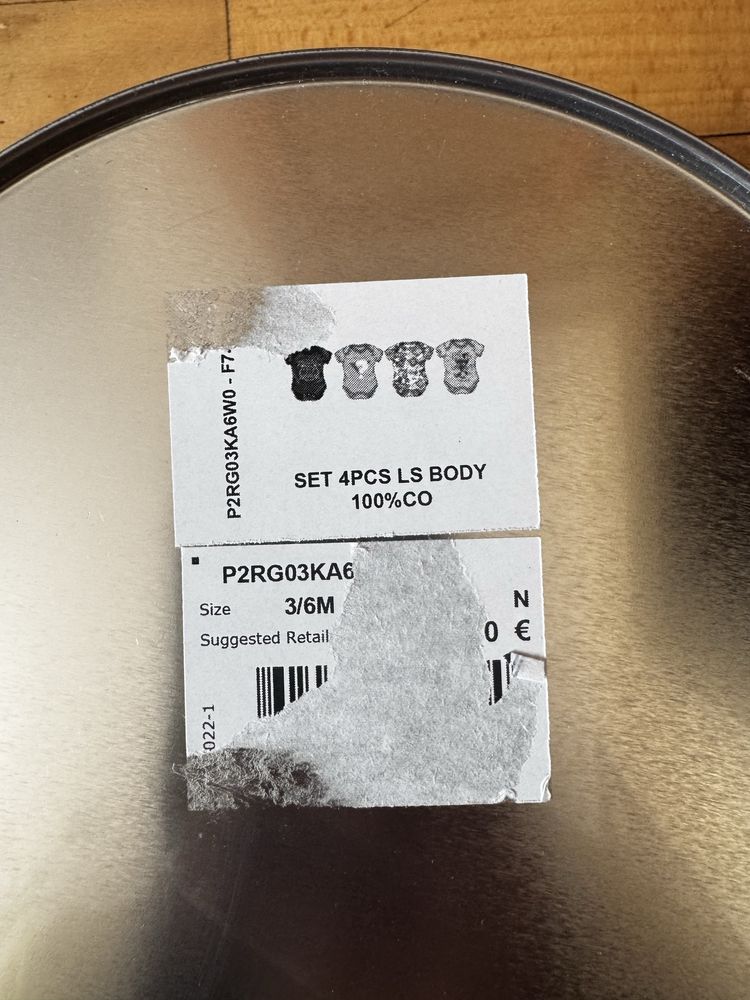 P2RG03KA6W0 - F7
SET 4PCS LS BODY
100%CO
P2RG03KA6
Size 3/6M N
Suggested Retail 0 €
022-1